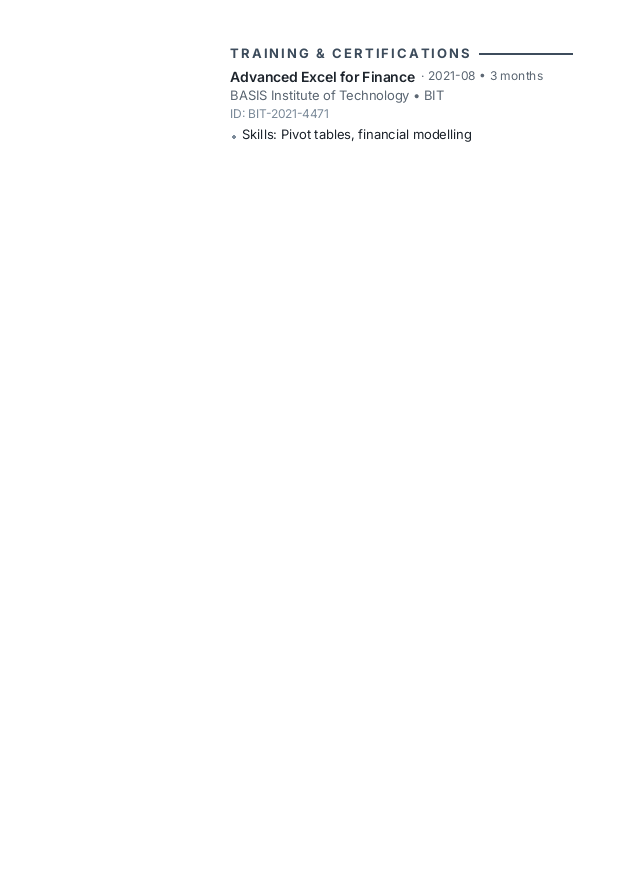 TRAINING & CERTIFICATIONS
Advanced Excel for Finance · 2021-08 • 3 months
BASIS Institute of Technology • BIT
ID: BIT-2021-4471
• Skills: Pivot tables, financial modelling